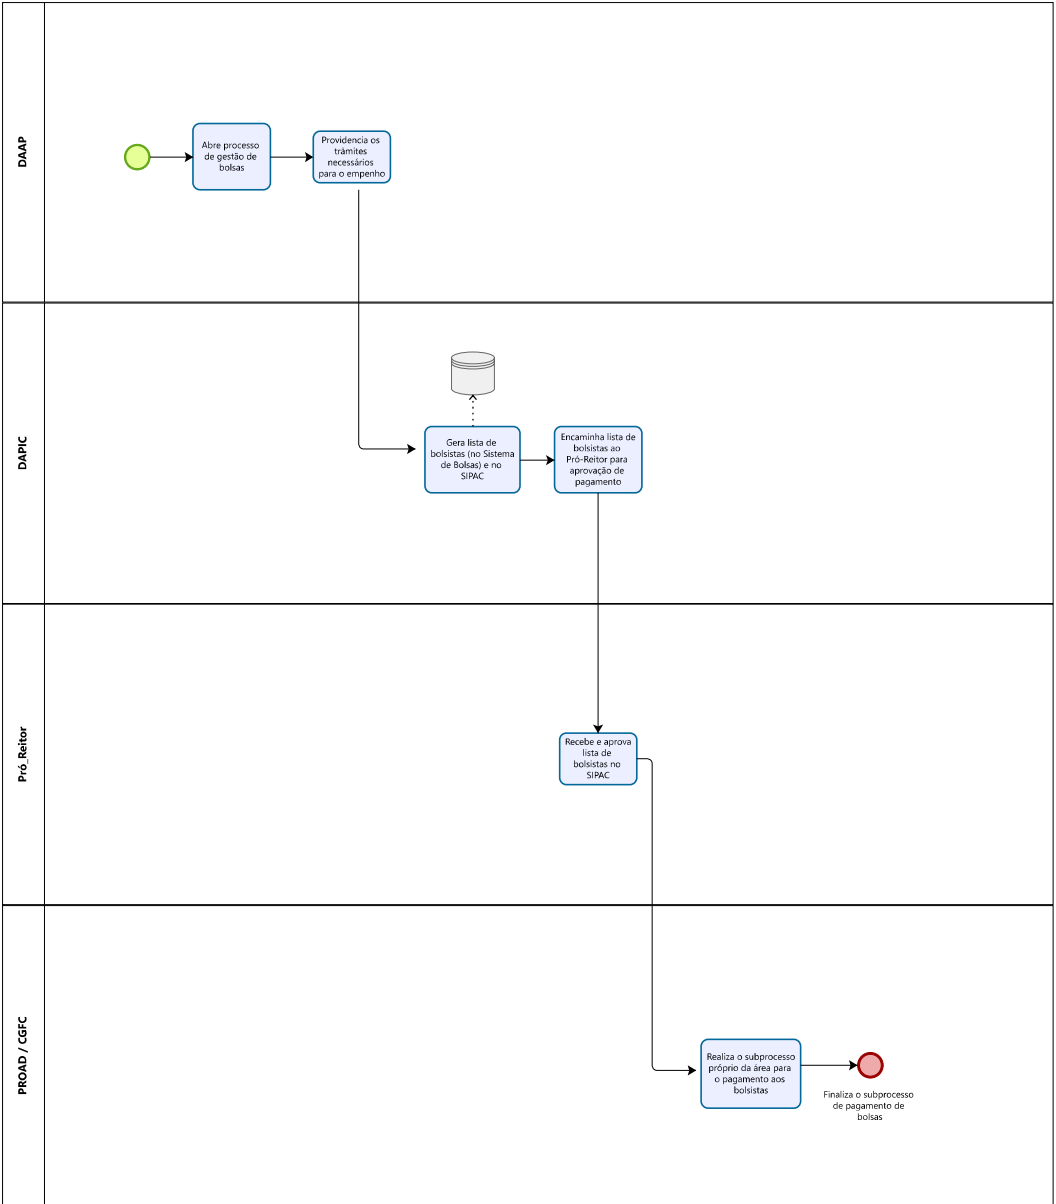 DAAP
Abre processo
de gestão de
bolsas
Providencia os
trâmites
necessários
para o empenho
DAPIC
Gera lista de
bolsistas (no Sistema
de Bolsas) e no
SIPAC
Encaminha lista de
bolsistas ao
Pró-Reitor para
aprovação de
pagamento
Pró_Reitor
Recebe e aprova
lista de
bolsistas no
SIPAC
PROAD / CGFC
Realiza o subprocesso
próprio da área para
o pagamento aos
bolsistas
Finaliza o subprocesso
de pagamento de
bolsas